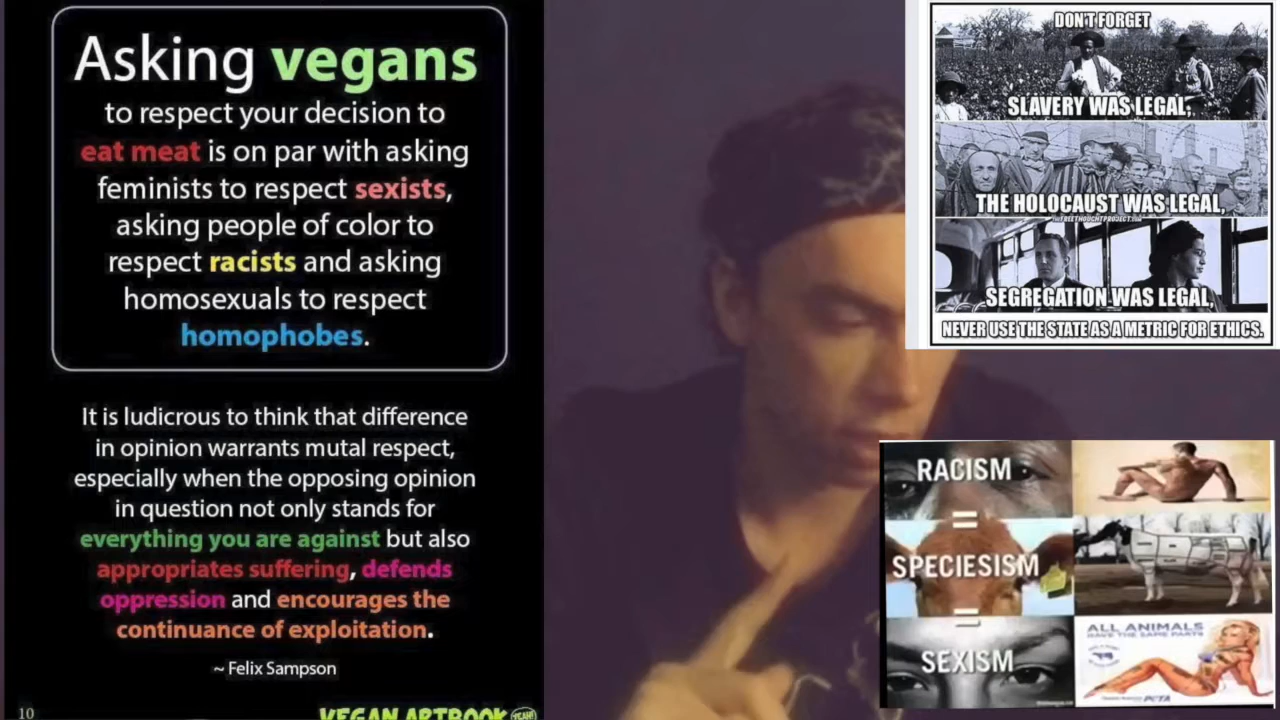 Asking vegans
to respect your decision to
eat meat is on par with asking
feminists to respect sexists,
asking people of color to
respect racists and asking
homosexuals to respect
homophobes.
It is ludicrous to think that difference
in opinion warrants mutal respect,
especially when the opposing opinion
in question not only stands for
everything you are against but also
appropriates suffering, defends
oppression and encourages the
continuance of exploitation.
~ Felix Sampson
10
VEGAN ARTBOOK YEAH!
DON'T FORGET
SLAVERY WAS LEGAL;
THE HOLOCAUST WAS LEGAL,
THEFREETHOUGHTPROJECT.COM
SEGREGATION WAS LEGAL,
NEVER USE THE STATE AS A METRIC FOR ETHICS.
RACISM
=
SPECIESISM
=
SEXISM
ALL ANIMALS
HAVE THE SAME PARTS
PETA